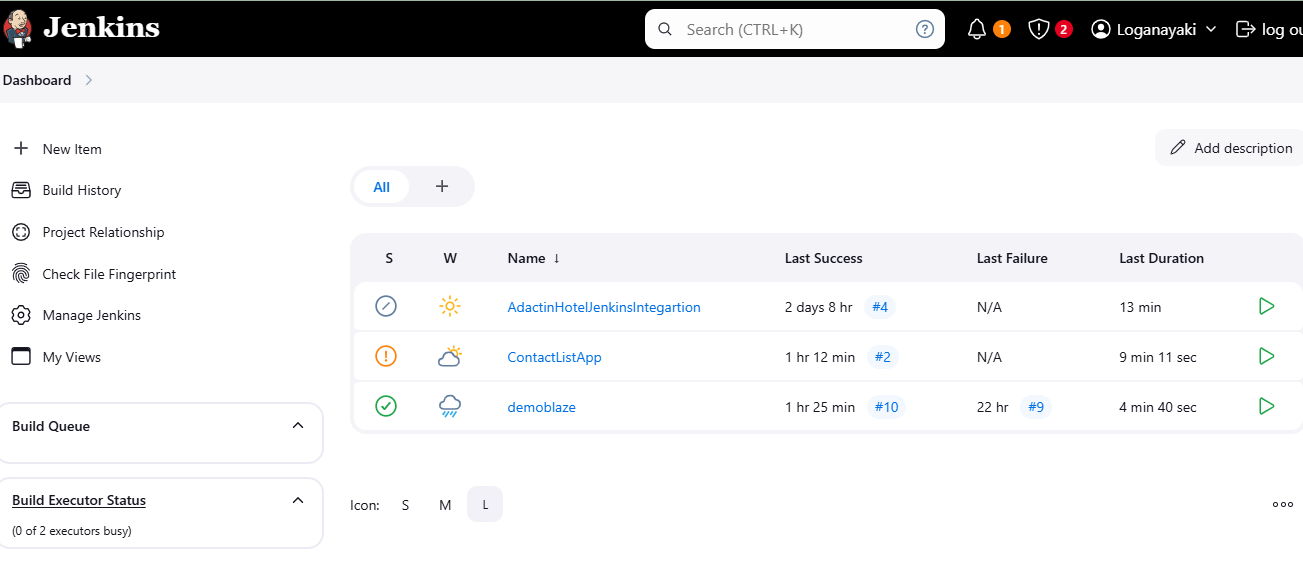 Jenkins
Search (CTRL+K) ?
1
2
Loganayaki
log ou
Dashboard
New Item
Build History
Project Relationship
Check File Fingerprint
Manage Jenkins
My Views
Build Queue
Build Executor Status
(0 of 2 executors busy)
Add description
All +
S W Name ↓ Last Success Last Failure Last Duration
AdactinHotelJenkinsIntegartion 2 days 8 hr #4 N/A 13 min
ContactListApp 1 hr 12 min #2 N/A 9 min 11 sec
demoblaze 1 hr 25 min #10 22 hr #9 4 min 40 sec
Icon: S M L